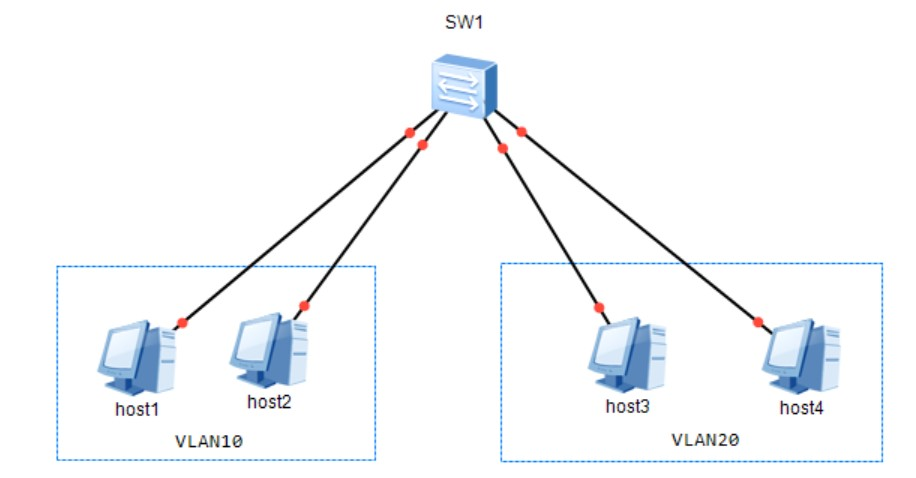 SW1
host1
host2
VLAN10
host3
host4
VLAN20